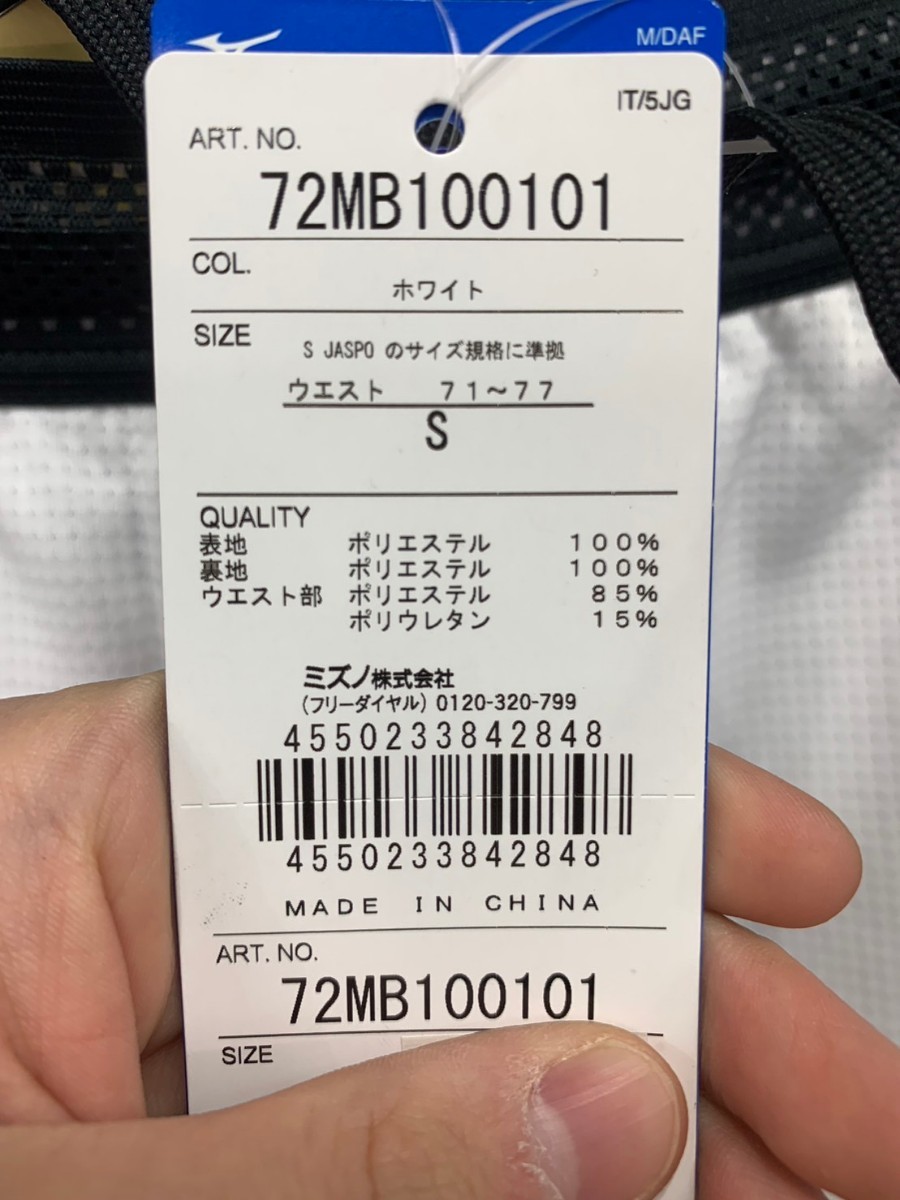 M/DAF
IT/5JG
ART. NO.
72MB100101
COL.
ホワイト
SIZE
S JASPO のサイズ規格に準拠
ウエスト 71～77
S
QUALITY
表地 ポリエステル 100%
裏地 ポリエステル 100%
ウエスト部 ポリエステル 85%
ポリウレタン 15%
ミズノ株式会社
(フリーダイヤル) 0120-320-799
4550233842848
4550233842848
MADE IN CHINA
ART. NO.
72MB100101
SIZE